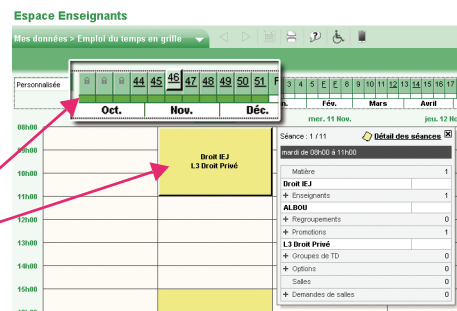 Espace Enseignants
Mes données > Emploi du temps en grille
Personnalisée
44 45 46 47 48 49 50 51 F
3 4 5 F F 8 9 10 11 12 13 14 15 16 17
Oct. Nov. Déc.
Fév. Mars Avril
mer. 11 Nov. jeu. 12 No
08h00
09h00
10h00
11h00
12h00
13h00
14h00
15h00
Droit IEJ
L3 Droit Privé
Séance : 1 / 11 Détail des séances
mardi de 08h00 à 11h00
Matière 1
Droit IEJ
+ Enseignants 1
ALBOU
+ Regroupements 0
+ Promotions 1
L3 Droit Privé
+ Groupes de TD 0
+ Options 0
Salles 0
+ Demandes de salles 0